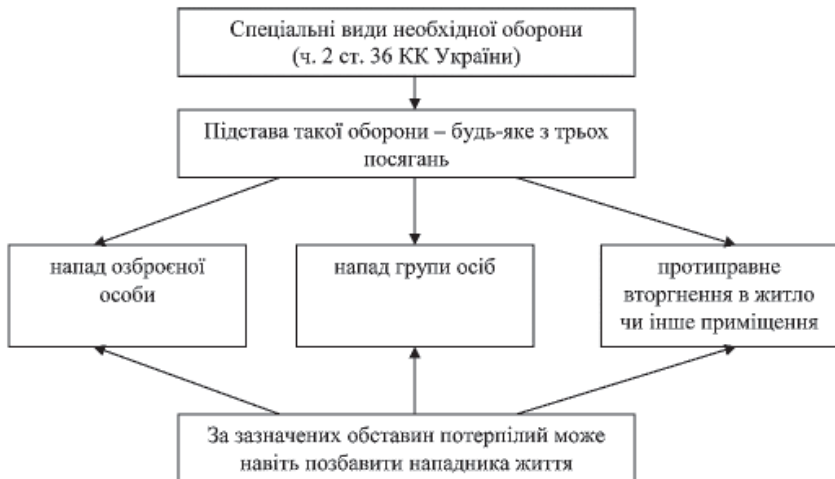 Спеціальні види необхідної оборони
(ч. 2 ст. 36 КК України)
Підстава такої оборони – будь-яке з трьох
посягань
напад озброєної
особи
напад групи осіб
протиправне
вторгнення в житло
чи інше приміщення
За зазначених обставин потерпілий може
навіть позбавити нападника життя